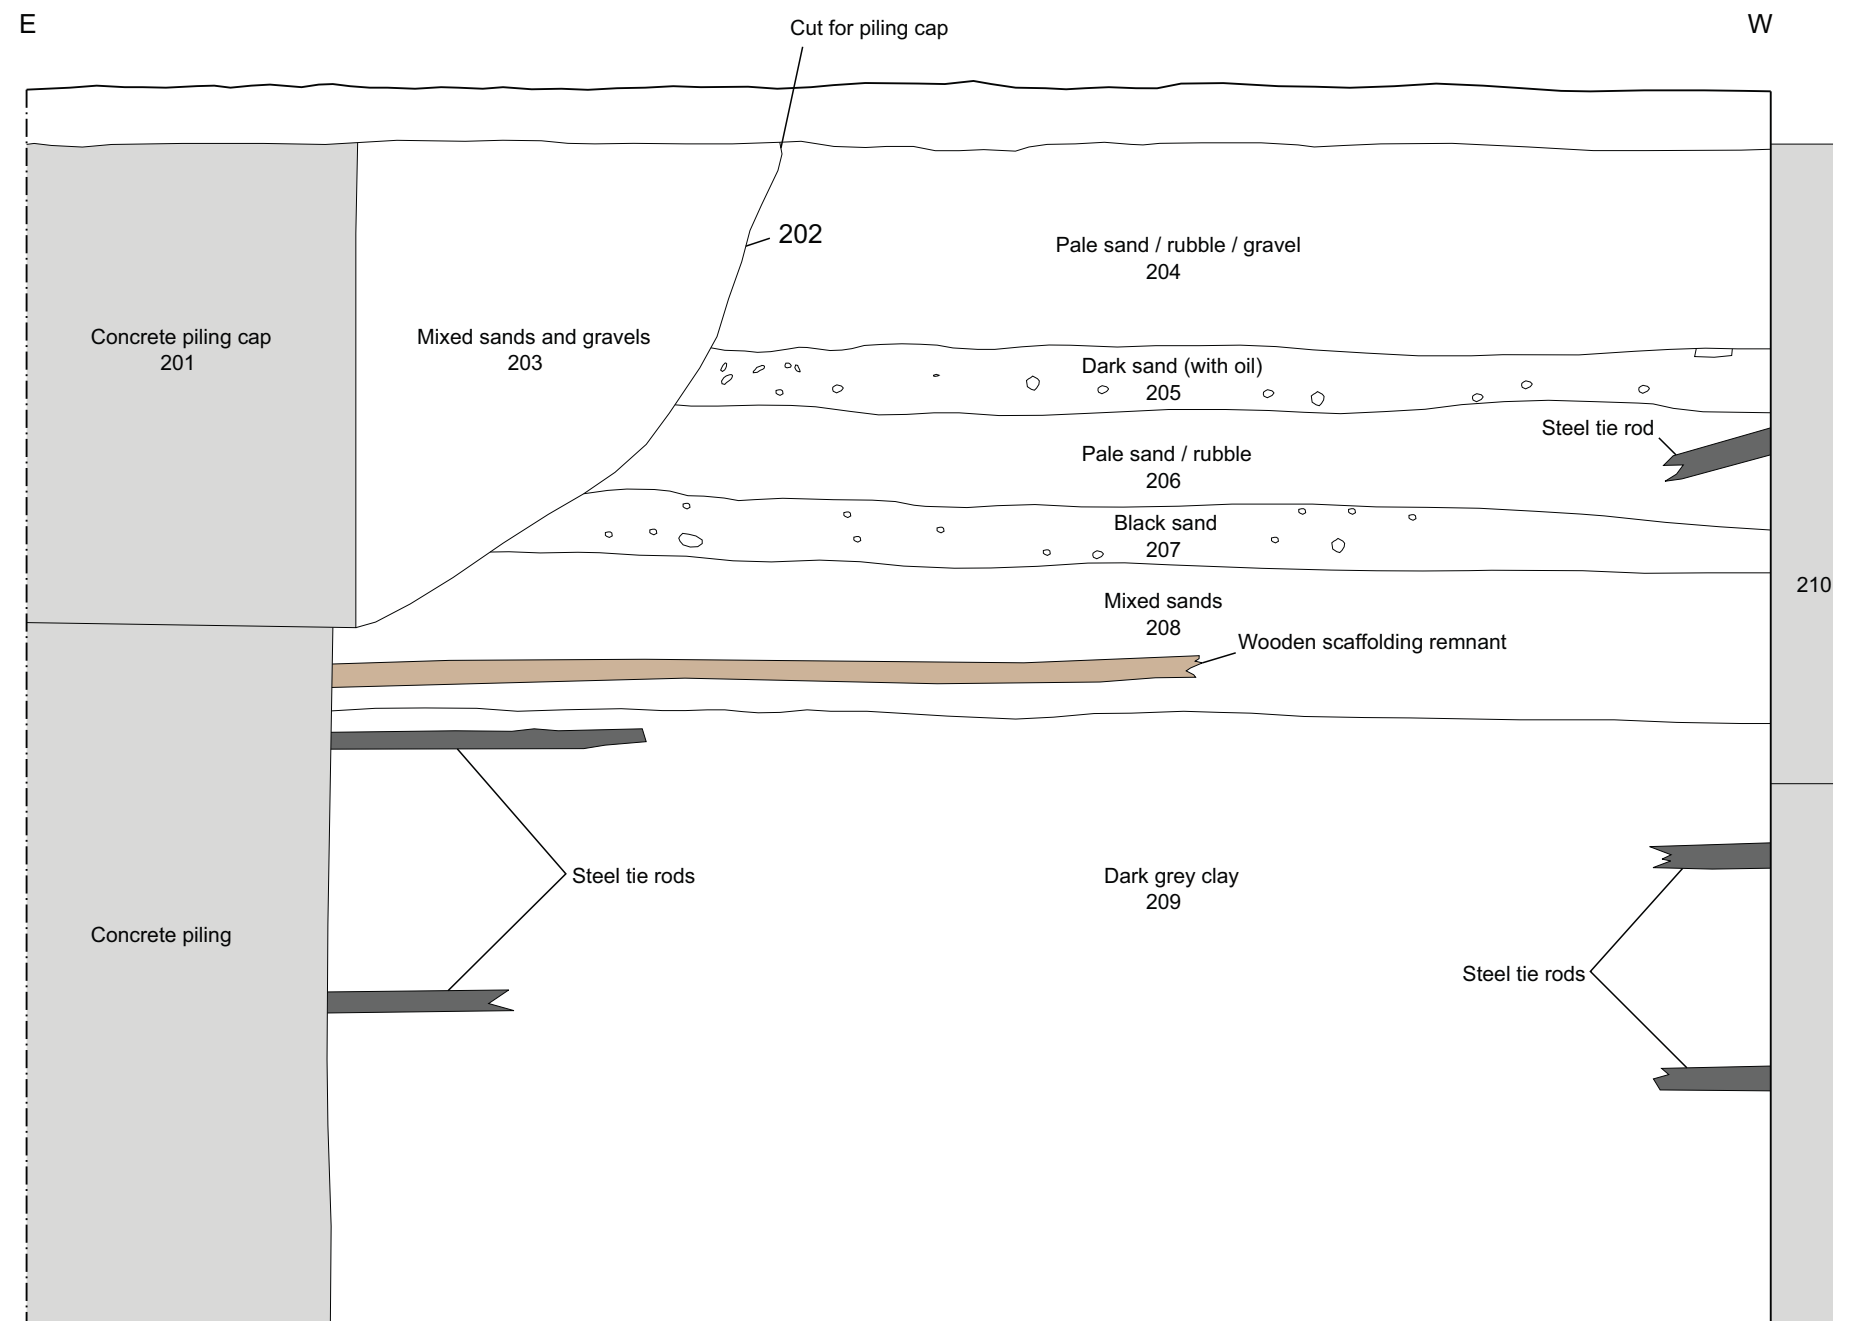 E
W
Cut for piling cap
202
Pale sand / rubble / gravel
204
Concrete piling cap
201
Mixed sands and gravels
203
Dark sand (with oil)
205
Steel tie rod
Pale sand / rubble
206
Black sand
207
210
Mixed sands
208
Wooden scaffolding remnant
Steel tie rods
Dark grey clay
209
Concrete piling
Steel tie rods